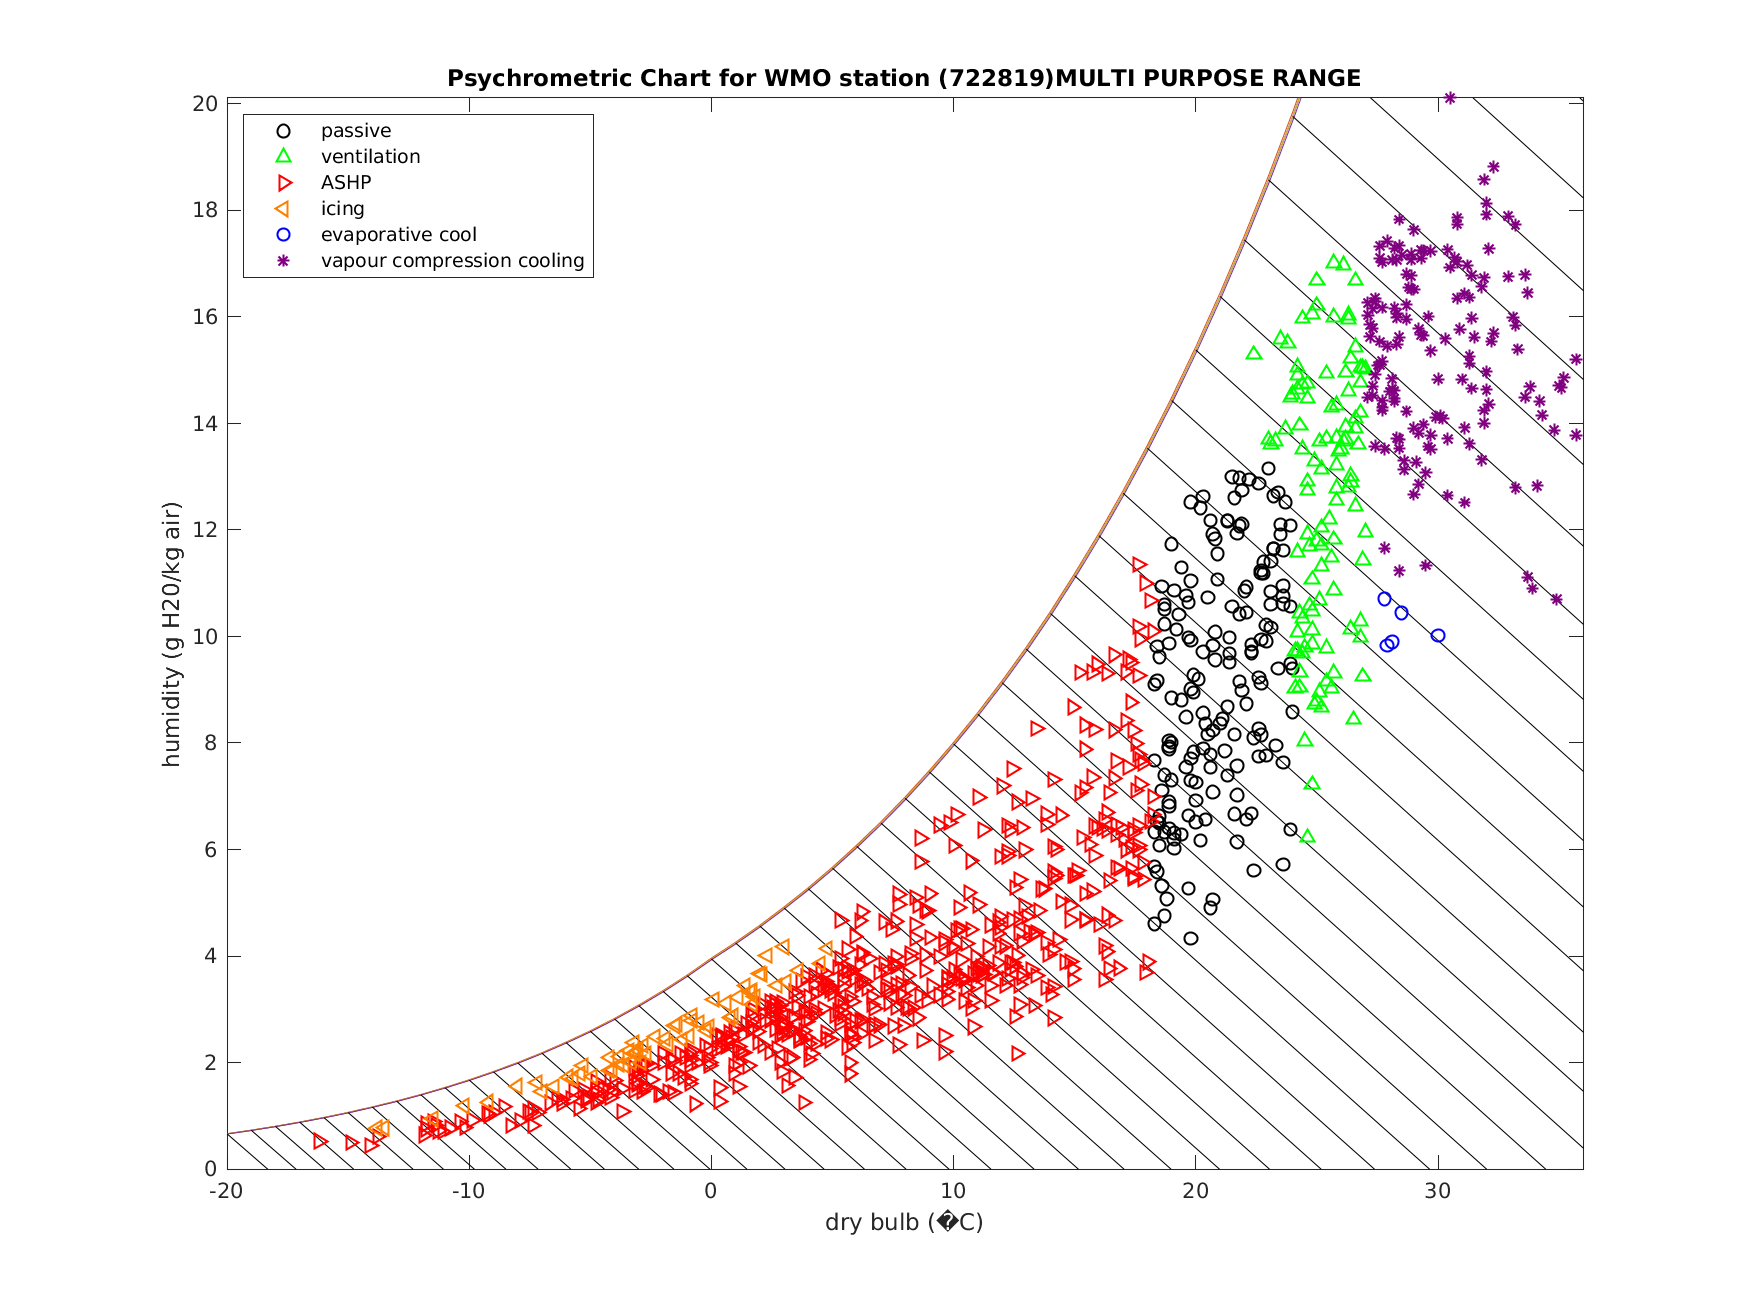 Psychrometric Chart for WMO station (722819)MULTI PURPOSE RANGE
passive
ventilation
ASHP
icing
evaporative cool
vapour compression cooling
humidity (g H20/kg air)
20
18
16
14
12
10
8
6
4
2
0
-20 -10 0 10 20 30
dry bulb (�C)